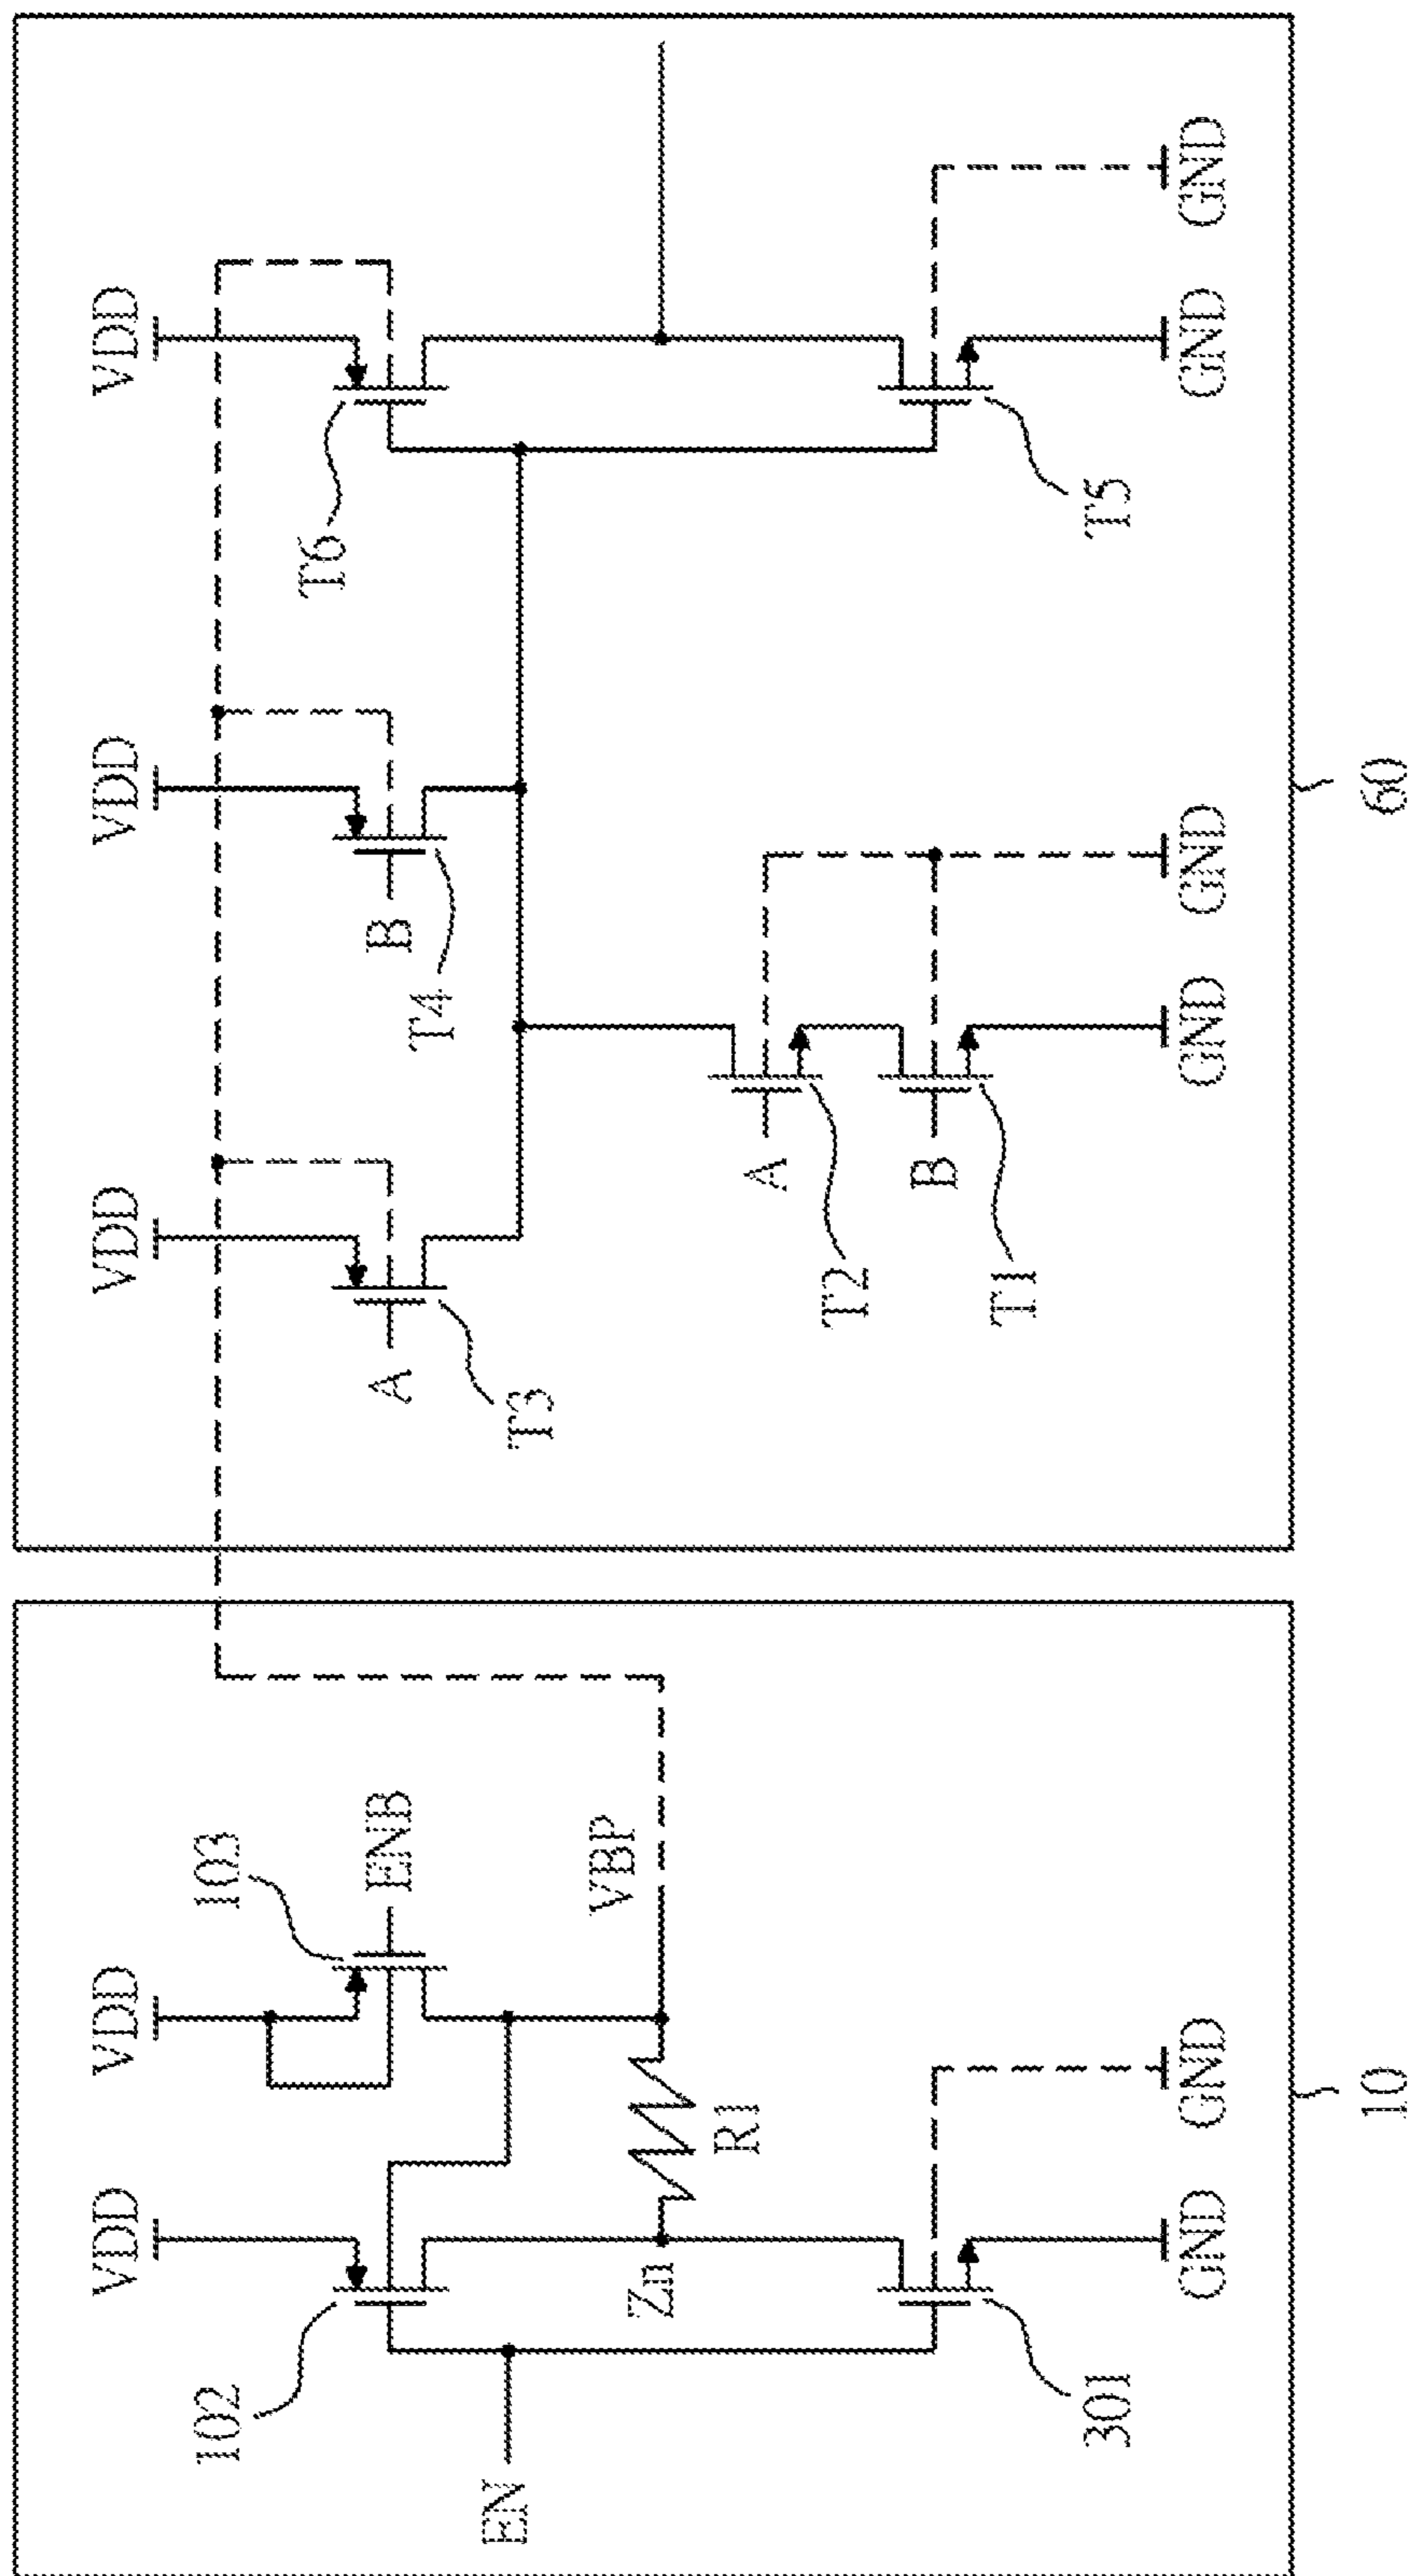 VDD
VDD
VDD
VDD
VDD
102
103
ENB
A
B
T6
EN
T3
T4
VBP
Zn
R1
A
T2
B
T5
301
T1
GND
GND
GND
GND
GND
GND
10
60